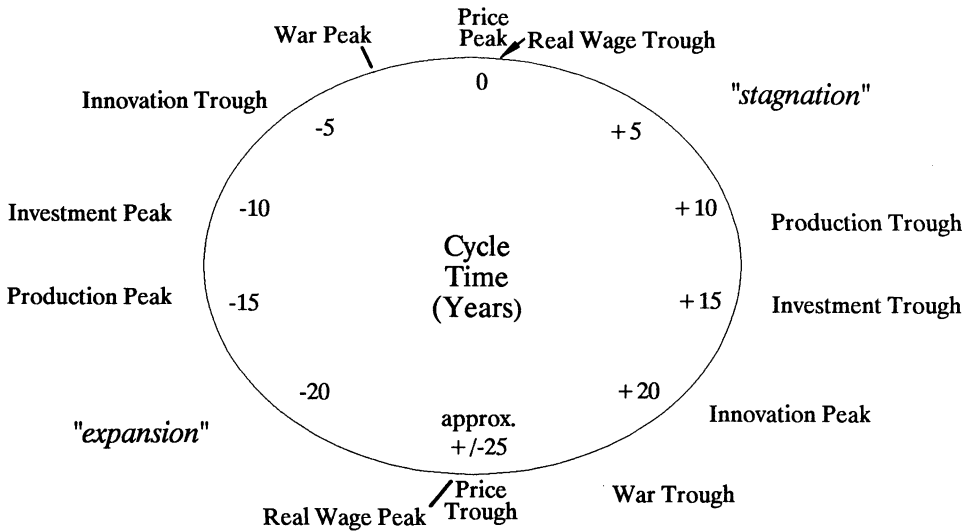 Price
Peak
War Peak
Real Wage Trough
0
"stagnation"
Innovation Trough
-5
+5
Investment Peak
-10
+10
Production Trough
Cycle
Time
(Years)
Production Peak
-15
+15
Investment Trough
-20
+20
Innovation Peak
approx.
+/-25
"expansion"
Price
Trough
War Trough
Real Wage Peak